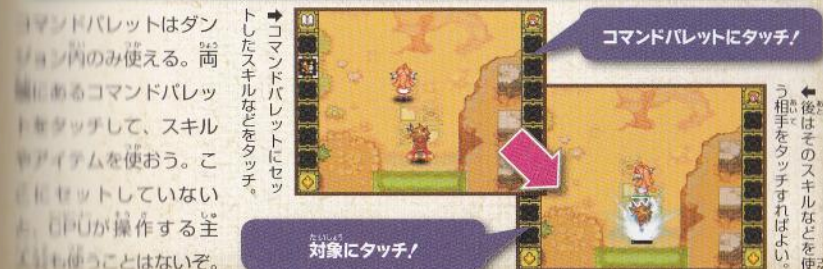 コマンドパレットはダン
ジョン内のみ使える。両
にあるコマンドパレッ
トをタッチして、スキル
やアイテムを使おう。こ
こにセットしていない
と、CPUが操作する主
人公も使うことはないぞ。
➡コマンドパレットにセッ
トしたスキルなどをタッチ。
コマンドパレットにタッチ！
対象にタッチ！
⬅後はそのスキルなどを使
う相手をタッチすればよい。